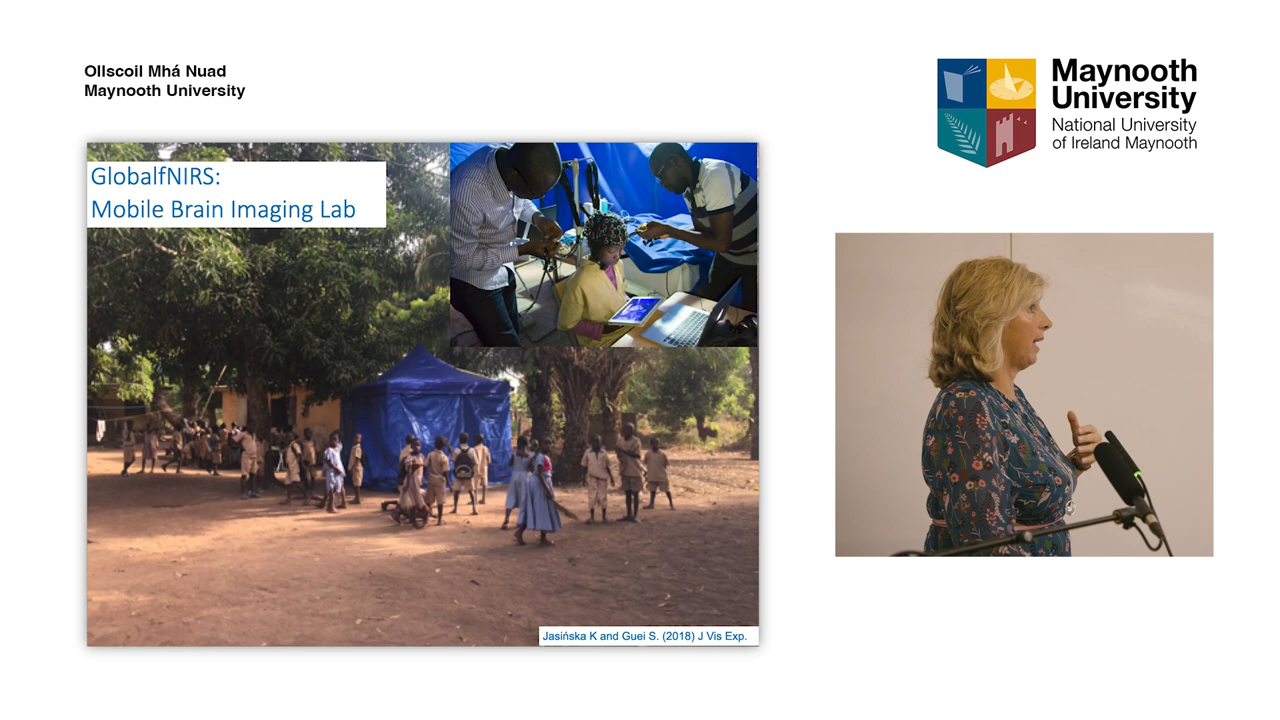 Ollscoil Mhá Nuad
Maynooth University
Maynooth
University
National University
of Ireland Maynooth
GlobalfNIRS:
Mobile Brain Imaging Lab
Jasińska K and Guei S. (2018) J Vis Exp.